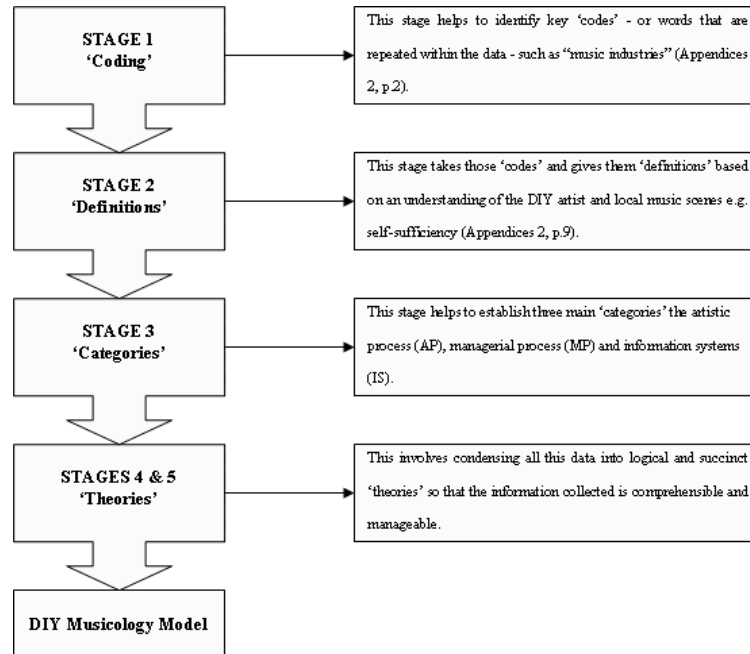 STAGE 1
‘Coding’
This stage helps to identify key ‘codes’ - or words that are
repeated within the data - such as “music industries” (Appendices
2, p.2).
STAGE 2
‘Definitions’
This stage takes those ‘codes’ and gives them ‘definitions’ based
on an understanding of the DIY artist and local music scenes e.g.
self-sufficiency (Appendices 2, p.9).
STAGE 3
‘Categories’
This stage helps to establish three main ‘categories’ the artistic
process (AP), managerial process (MP) and information systems
(IS).
STAGES 4 & 5
‘Theories’
This involves condensing all this data into logical and succinct
‘theories’ so that the information collected is comprehensible and
manageable.
DIY Musicology Model